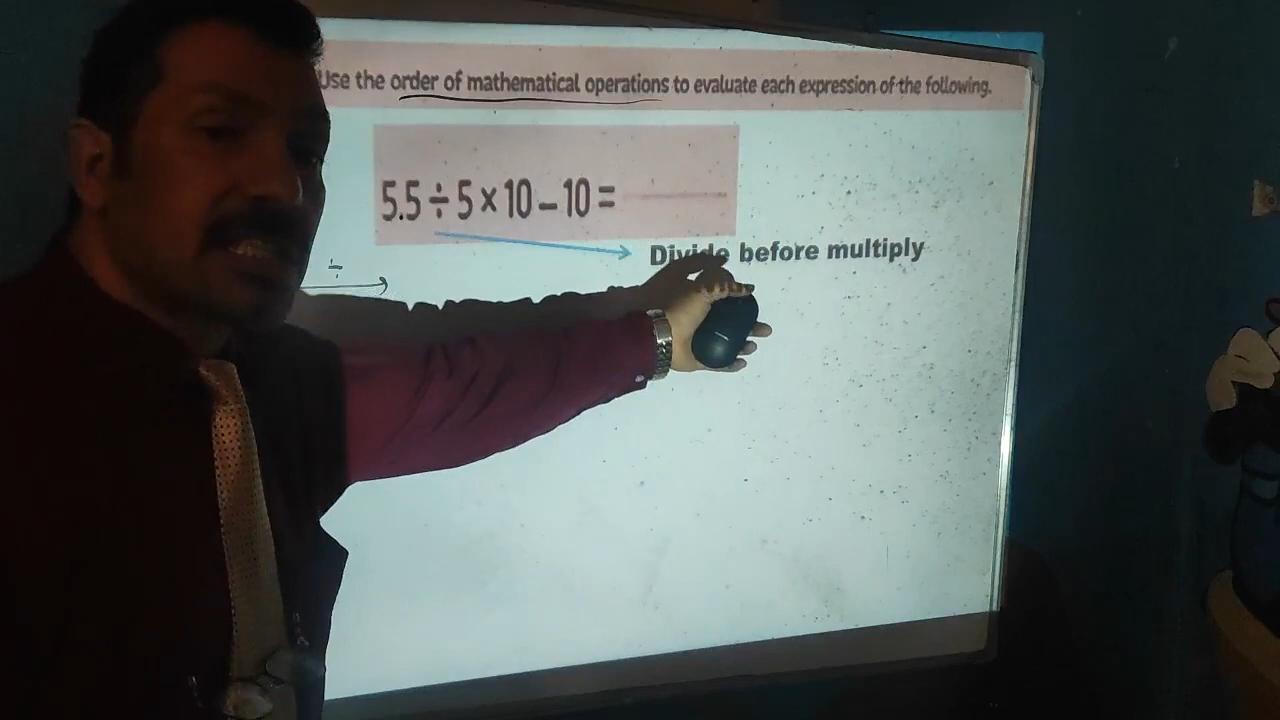 Use the order of mathematical operations to evaluate each expression of the following.
5.5 ÷ 5 × 10 – 10 =
Divide before multiply
÷